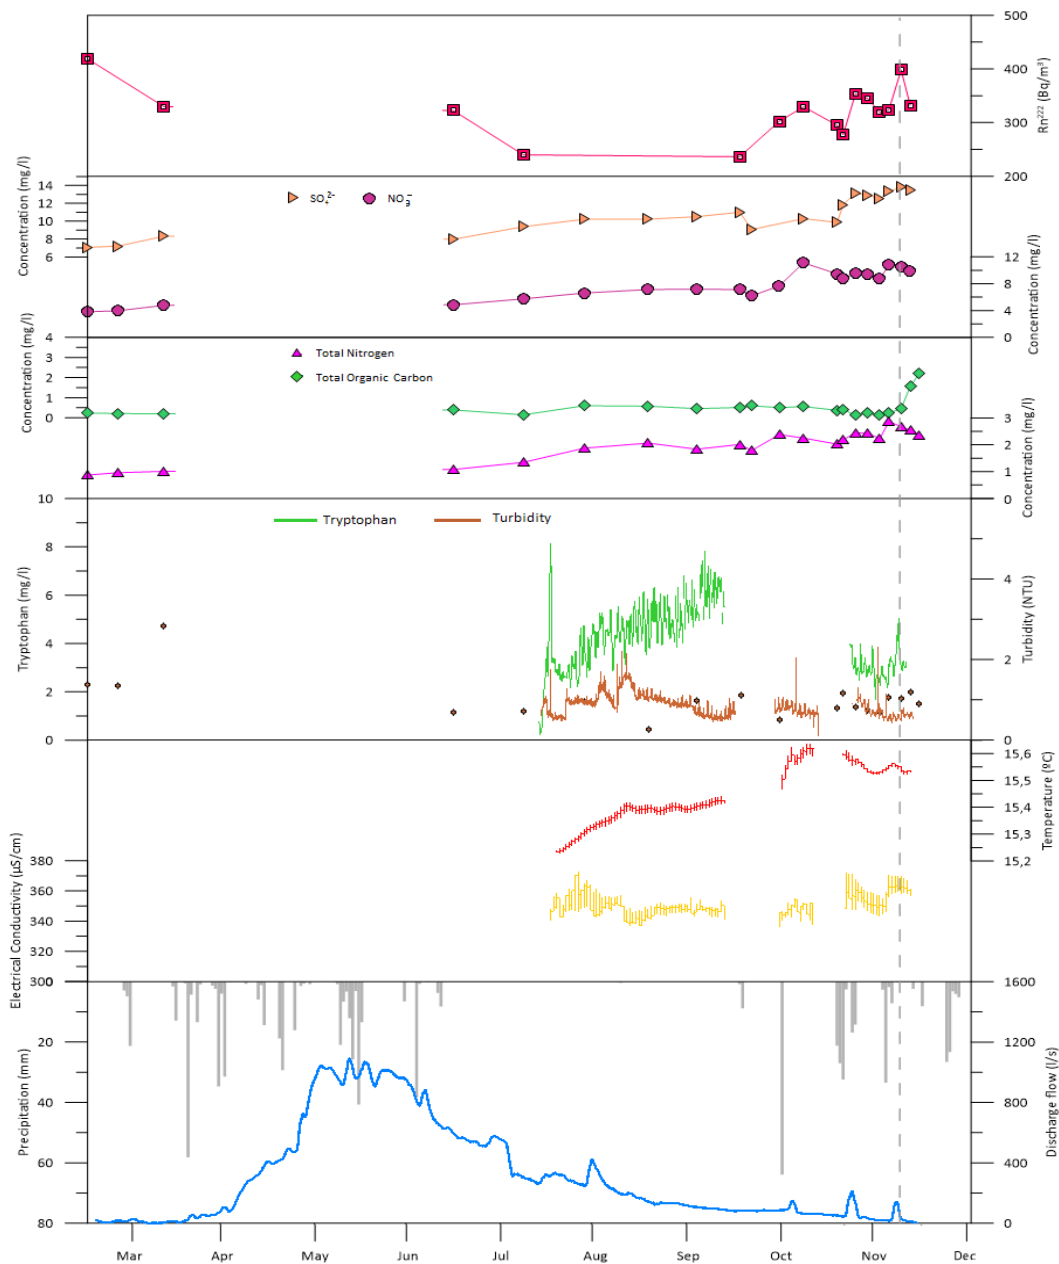 500
400
300
200
Rn²²² (Bq/m³)
Concentration (mg/l)
14
12
10
8
6
SO₄²⁻
NO₃⁻
12
8
4
0
Concentration (mg/l)
Concentration (mg/l)
4
3
2
1
0
Total Nitrogen
Total Organic Carbon
3
2
1
0
Concentration (mg/l)
10
8
6
4
2
0
Tryptophan (mg/l)
Tryptophan
Turbidity
4
2
0
Turbidity (NTU)
15,6
15,5
15,4
15,3
15,2
Temperature (ºC)
Electrical Conductivity (µS/cm)
380
360
340
320
300
0
20
40
60
80
Precipitation (mm)
1600
1200
800
400
0
Discharge flow (l/s)
Mar Apr May Jun Jul Aug Sep Oct Nov Dec